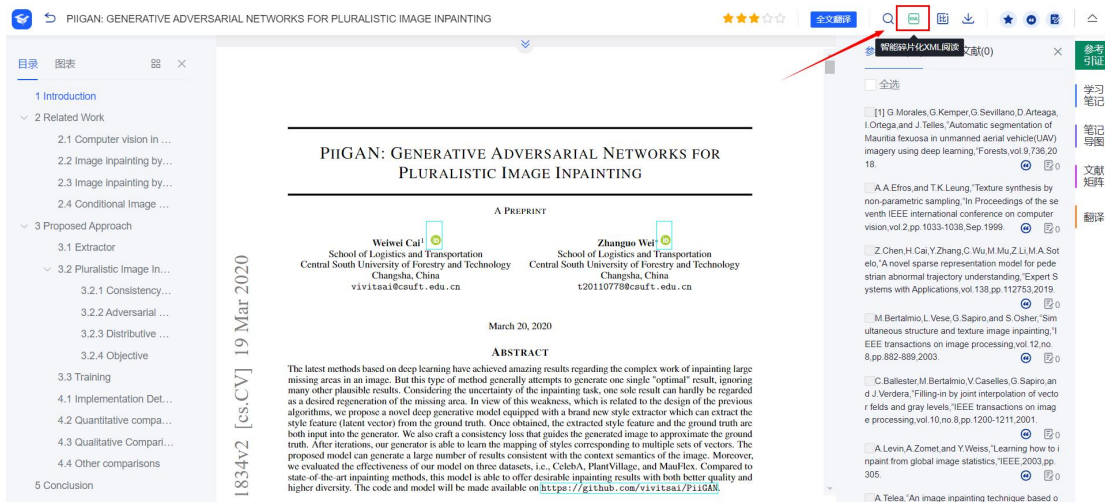 PIIGAN: GENERATIVE ADVERSARIAL NETWORKS FOR PLURALISTIC IMAGE INPAINTING
全文翻译
XML
智能碎片化XML阅读
目录 图表
1 Introduction
2 Related Work
2.1 Computer vision in …
2.2 Image inpainting by…
2.3 Image inpainting by…
2.4 Conditional Image …
3 Proposed Approach
3.1 Extractor
3.2 Pluralistic Image In…
3.2.1 Consistency…
3.2.2 Adversarial …
3.2.3 Distributive …
3.2.4 Objective
3.3 Training
4.1 Implementation Det…
4.2 Quantitative compa…
4.3 Qualitative Compari…
4.4 Other comparisons
5 Conclusion
1834v2 [cs.CV] 19 Mar 2020
PIIGAN: GENERATIVE ADVERSARIAL NETWORKS FOR
PLURALISTIC IMAGE INPAINTING
A PREPRINT
Weiwei Cai¹
School of Logistics and Transportation
Central South University of Forestry and Technology
Changsha, China
vivitsai@csuft.edu.cn
Zhanguo Wei*
School of Logistics and Transportation
Central South University of Forestry and Technology
Changsha, China
t20110778@csuft.edu.cn
March 20, 2020
ABSTRACT
The latest methods based on deep learning have achieved amazing results regarding the complex work of inpainting large
missing areas in an image. But this type of method generally attempts to generate one single "optimal" result, ignoring
many other plausible results. Considering the uncertainty of the inpainting task, one sole result can hardly be regarded
as a desired regeneration of the missing area. In view of this weakness, which is related to the design of the previous
algorithms, we propose a novel deep generative model equipped with a brand new style extractor which can extract the
style feature (latent vector) from the ground truth. Once obtained, the extracted style feature and the ground truth are
both input into the generator. We also craft a consistency loss that guides the generated image to approximate the ground
truth. After iterations, our generator is able to learn the mapping of styles corresponding to multiple sets of vectors. The
proposed model can generate a large number of results consistent with the context semantics of the image. Moreover,
we evaluated the effectiveness of our model on three datasets, i.e., CelebA, PlantVillage, and MauFlex. Compared to
state-of-the-art inpainting methods, this model is able to offer desirable inpainting results with both better quality and
higher diversity. The code and model will be made available on https://github.com/vivitsai/PiiGAN.
文献(0)
全选
[1] G.Morales,G.Kemper,G.Sevillano,D.Arteaga,
I.Ortega,and J.Telles,"Automatic segmentation of
Mauritia fexuosa in unmanned aerial vehicle(UAV)
imagery using deep learning,"Forests,vol.9,736,20
18.
0
A.A.Efros,and T.K.Leung,"Texture synthesis by
non-parametric sampling,"In Proceedings of the se
venth IEEE international conference on computer
vision,vol.2,pp.1033-1038,Sep.1999.
0
Z.Chen,H.Cai,Y.Zhang,C.Wu,M.Mu,Z.Li,M.A.Sot
elo,"A novel sparse representation model for pede
strian abnormal trajectory understanding,"Expert S
ystems with Applications,vol.138,pp.112753,2019.
0
M.Bertalmio,L.Vese,G.Sapiro,and S.Osher,"Sim
ultaneous structure and texture image inpainting,"I
EEE transactions on image processing,vol.12,no.
8,pp.882-889,2003.
0
C.Ballester,M.Bertalmio,V.Caselles,G.Sapiro,an
d J.Verdera,"Filling-in by joint interpolation of vecto
r felds and gray levels,"IEEE transactions on imag
e processing,vol.10,no.8,pp.1200-1211,2001.
0
A.Levin,A.Zomet,and Y.Weiss,"Learning how to i
npaint from global image statistics,"IEEE,2003,pp.
305.
0
A.Telea,"An image inpainting technique based o
参考
引证
学习
笔记
笔记
导图
文献
矩阵
翻译